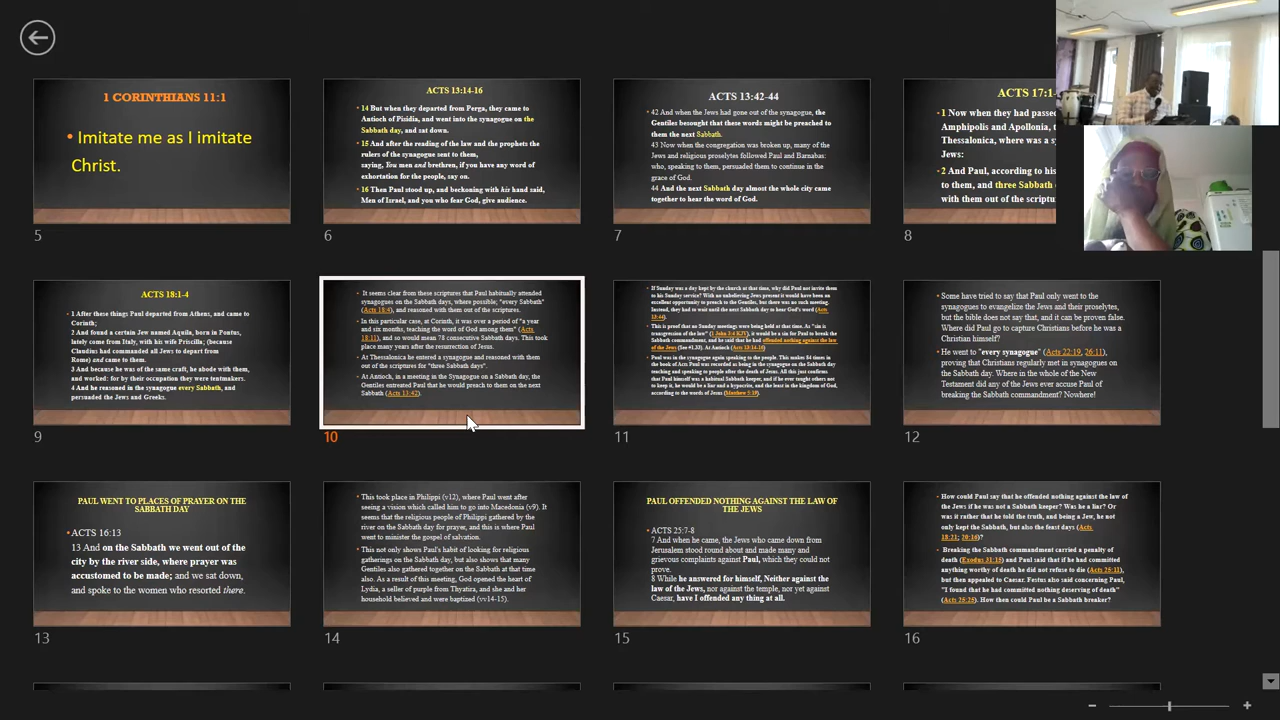 1 CORINTHIANS 11:1
• Imitate me as I imitate
Christ.
5
ACTS 13:14-16
• 14 But when they departed from Perga, they came to
Antioch of Pisidia, and went into the synagogue on the
Sabbath day, and sat down.
• 15 And after the reading of the law and the prophets the
rulers of the synagogue sent to them,
saying, You men and brethren, if you have any word of
exhortation for the people, say on.
• 16 Then Paul stood up, and beckoning with his hand said,
Men of Israel, and you who fear God, give audience.
6
ACTS 13:42-44
• 42 And when the Jews had gone out of the synagogue, the
Gentiles besought that these words might be preached to
them the next Sabbath.
43 Now when the congregation was broken up, many of the
Jews and religious proselytes followed Paul and Barnabas:
who, speaking to them, persuaded them to continue in the
grace of God.
44 And the next Sabbath day almost the whole city came
together to hear the word of God.
7
ACTS 17:1-
• 1 Now when they had passed
Amphipolis and Apollonia, t
Thessalonica, where was a sy
Jews:
• 2 And Paul, according to his
to them, and three Sabbath
with them out of the scriptur
8
ACTS 18:1-4
• 1 After these things Paul departed from Athens, and came to
Corinth;
2 And found a certain Jew named Aquila, born in Pontus,
lately come from Italy, with his wife Priscilla; (because
Claudius had commanded all Jews to depart from
Rome) and came to them.
3 And because he was of the same craft, he abode with them,
and worked: for by their occupation they were tentmakers.
4 And he reasoned in the synagogue every Sabbath, and
persuaded the Jews and Greeks.
9
• It seems clear from these scriptures that Paul habitually attended
synagogues on the Sabbath days, where possible; "every Sabbath"
(Acts 18:4), and reasoned with them out of the scriptures.
• In this particular case, at Corinth, it was over a period of "a year
and six months, teaching the word of God among them" (Acts
18:11), and so would mean 78 consecutive Sabbath days. This took
place many years after the resurrection of Jesus.
• At Thessalonica he entered a synagogue and reasoned with them
out of the scriptures for "three Sabbath days".
• At Antioch, in a meeting in the Synagogue on a Sabbath day, the
Gentiles entreated Paul that he would preach to them on the next
Sabbath (Acts 13:42).
10
• If Sunday was a day kept by the church at that time, why did Paul not invite them
to his Sunday service? With no unbelieving Jews present it would have been an
excellent opportunity to preach to the Gentiles, but there was no such meeting.
Instead, they had to wait until the next Sabbath day to hear God's word (Acts
13:44).
• This is proof that no Sunday meetings were being held at that time. As "sin is
transgression of the law" (1 John 3:4 KJV), it would be a sin for Paul to break the
Sabbath commandment, and he said that he had offended nothing against the
law of the Jews (See #1.32). At Antioch (Acts 13:14-16)
• Paul was in the synagogue again speaking to the people. This makes 84 times in
the book of Acts Paul was recorded as being in the synagogue on the Sabbath day
teaching and speaking to people after the death of Jesus. All this just confirms
that Paul himself was a habitual Sabbath keeper, and if he ever taught others not
to keep it, he would be a liar and a hypocrite, and the least in the kingdom of God,
according to the words of Jesus (Matthew 5:19).
11
• Some have tried to say that Paul only went to the
synagogues to evangelize the Jews and their proselytes,
but the bible does not say that, and it can be proven false.
Where did Paul go to capture Christians before he was a
Christian himself?
• He went to "every synagogue" (Acts 22:19, 26:11),
proving that Christians regularly met in synagogues on
the Sabbath day. Where in the whole of the New
Testament did any of the Jews ever accuse Paul of
breaking the Sabbath commandment? Nowhere!
12
PAUL WENT TO PLACES OF PRAYER ON THE
SABBATH DAY
• ACTS 16:13
13 And on the Sabbath we went out of the
city by the river side, where prayer was
accustomed to be made; and we sat down,
and spoke to the women who resorted there.
13
• This took place in Philippi (v12), where Paul went after
seeing a vision which called him to go into Macedonia (v9). It
seems that the religious people of Philippi gathered by the
river on the Sabbath day for prayer, and this is where Paul
went to minister the gospel of salvation.
• This not only shows Paul's habit of looking for religious
gatherings on the Sabbath day, but also shows that many
Gentiles also gathered together on the Sabbath at that time
also. As a result of this meeting, God opened the heart of
Lydia, a seller of purple from Thyatira, and she and her
household believed and were baptized (vv14-15).
14
PAUL OFFENDED NOTHING AGAINST THE LAW OF
THE JEWS
• ACTS 25:7-8
7 And when he came, the Jews who came down from
Jerusalem stood round about and made many and
grievous complaints against Paul, which they could not
prove.
8 While he answered for himself, Neither against the
law of the Jews, nor against the temple, nor yet against
Caesar, have I offended any thing at all.
15
• How could Paul say that he offended nothing against the law of
the Jews if he was not a Sabbath keeper? Was he a liar? Or
was it rather that he told the truth, and being a Jew, he not
only kept the Sabbath, but also the feast days (Acts
18:21; 20:16)?
• Breaking the Sabbath commandment carried a penalty of
death (Exodus 31:15) and Paul said that if he had committed
anything worthy of death he did not refuse to die (Acts 25:11),
but then appealed to Caesar. Festus also said concerning Paul,
"I found that he had committed nothing deserving of death"
(Acts 25:25). How then could Paul be a Sabbath breaker?
16